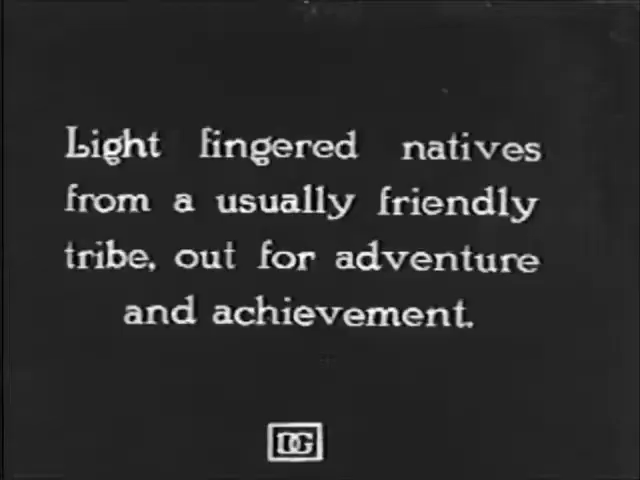 Light fingered natives
from a usually friendly
tribe, out for adventure
and achievement.
DG